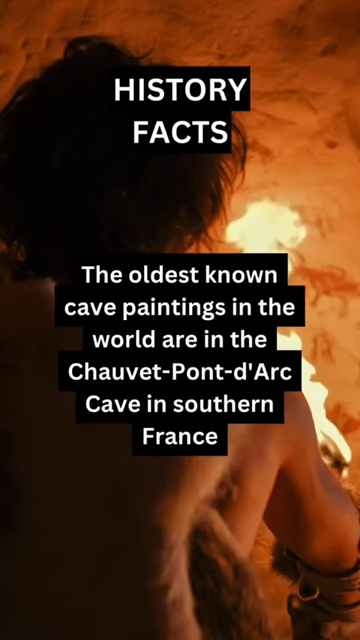 HISTORY
FACTS
The oldest known
cave paintings in the
world are in the
Chauvet-Pont-d'Arc
Cave in southern
France